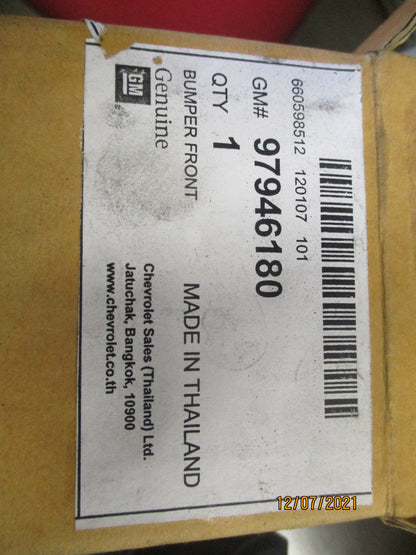 660598512 120107 101
GM# 97946180
QTY 1
BUMPER FRONT MADE IN THAILAND
GM Genuine
Chevrolet Sales (Thailand) Ltd.
Jatuchak, Bangkok, 10900
www.chevrolet.co.th
12/07/2021